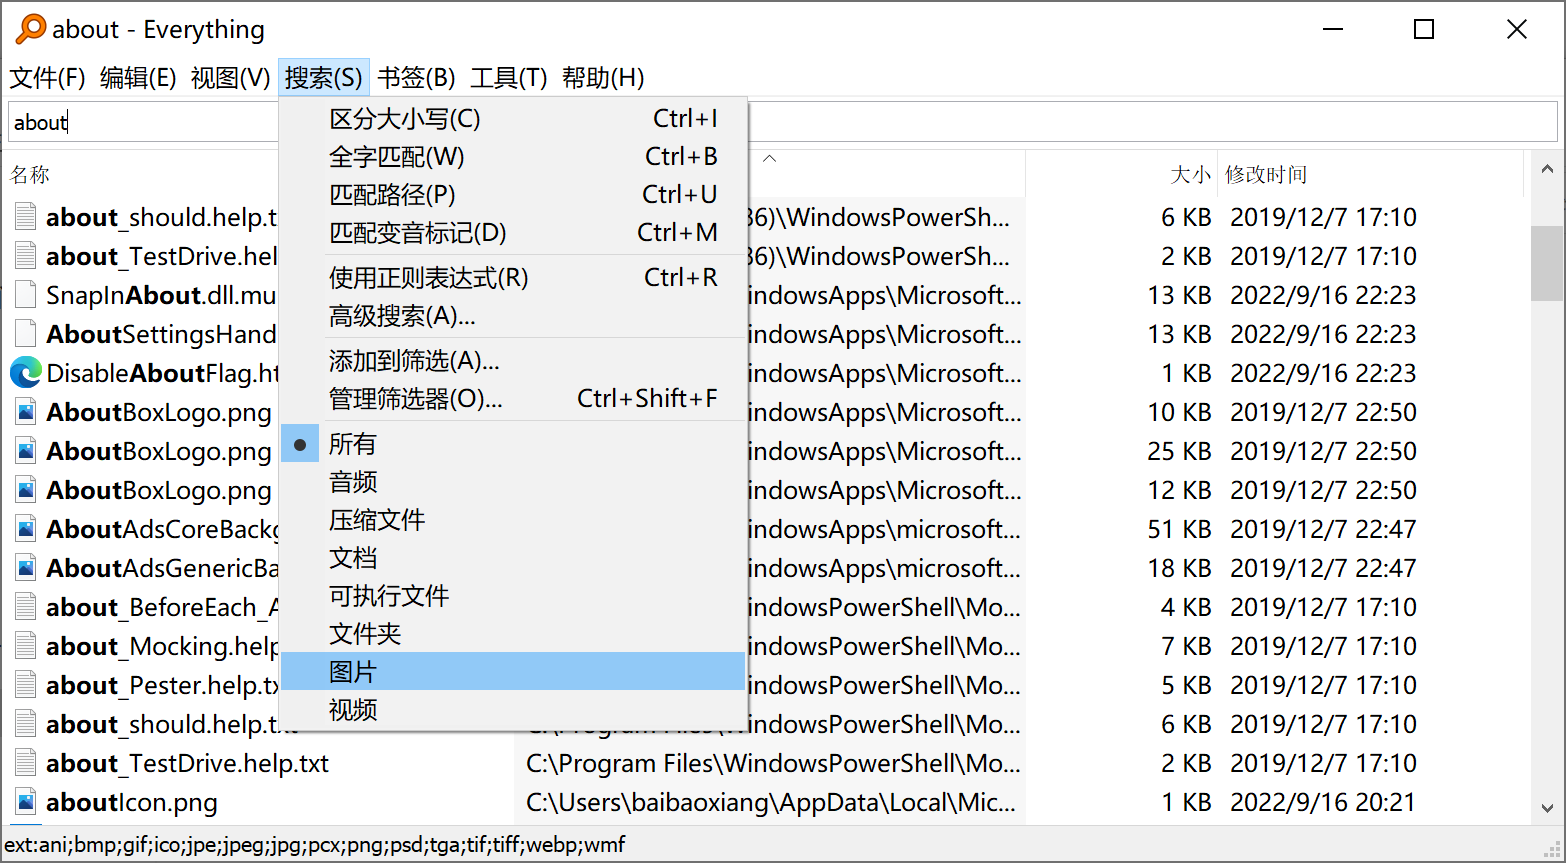 about - Everything
文件(F) 编辑(E) 视图(V) 搜索(S) 书签(B) 工具(T) 帮助(H)
about
区分大小写(C) Ctrl+I
全字匹配(W) Ctrl+B
匹配路径(P) Ctrl+U
匹配变音标记(D) Ctrl+M
使用正则表达式(R) Ctrl+R
高级搜索(A)...
添加到筛选(A)...
管理筛选器(O)... Ctrl+Shift+F
所有
音频
压缩文件
文档
可执行文件
文件夹
图片
视频
名称 大小 修改时间
about_should.help.t 86)\WindowsPowerSh... 6 KB 2019/12/7 17:10
about_TestDrive.hel 86)\WindowsPowerSh... 2 KB 2019/12/7 17:10
SnapInAbout.dll.mu indowsApps\Microsoft... 13 KB 2022/9/16 22:23
AboutSettingsHand indowsApps\Microsoft... 13 KB 2022/9/16 22:23
DisableAboutFlag.ht indowsApps\Microsoft... 1 KB 2022/9/16 22:23
AboutBoxLogo.png indowsApps\Microsoft... 10 KB 2019/12/7 22:50
AboutBoxLogo.png indowsApps\Microsoft... 25 KB 2019/12/7 22:50
AboutBoxLogo.png indowsApps\Microsoft... 12 KB 2019/12/7 22:50
AboutAdsCoreBackg indowsApps\microsoft... 51 KB 2019/12/7 22:47
AboutAdsGenericBa indowsApps\microsoft... 18 KB 2019/12/7 22:47
about_BeforeEach_A indowsPowerShell\Mo... 4 KB 2019/12/7 17:10
about_Mocking.help indowsPowerShell\Mo... 7 KB 2019/12/7 17:10
about_Pester.help.tx indowsPowerShell\Mo... 5 KB 2019/12/7 17:10
about_should.help.txt C:\Program Files\WindowsPowerShell\Mo... 6 KB 2019/12/7 17:10
about_TestDrive.help.txt C:\Program Files\WindowsPowerShell\Mo... 2 KB 2019/12/7 17:10
aboutIcon.png C:\Users\baibaoxiang\AppData\Local\Mic... 1 KB 2022/9/16 20:21
ext:ani;bmp;gif;ico;jpe;jpeg;jpg;pcx;png;psd;tga;tif;tiff;webp;wmf